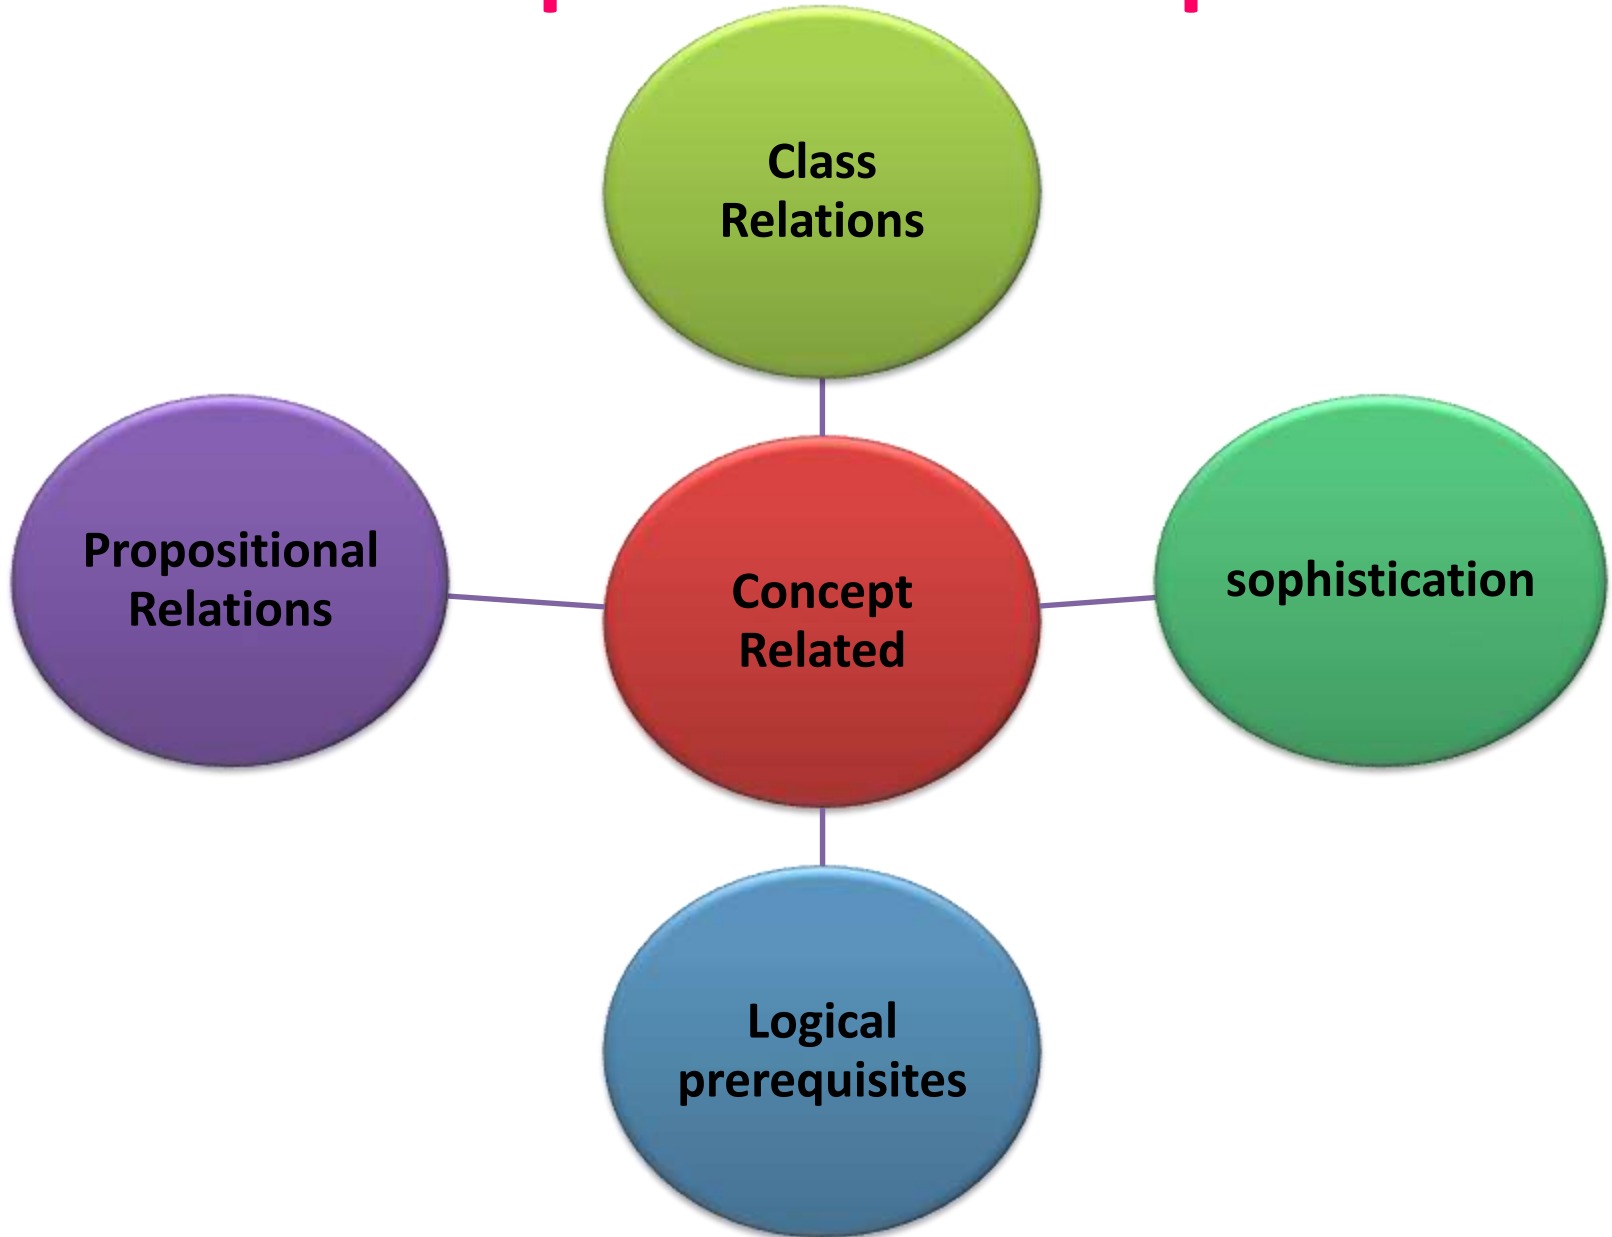 Class
Relations
Propositional
Relations
Concept
Related
sophistication
Logical
prerequisites